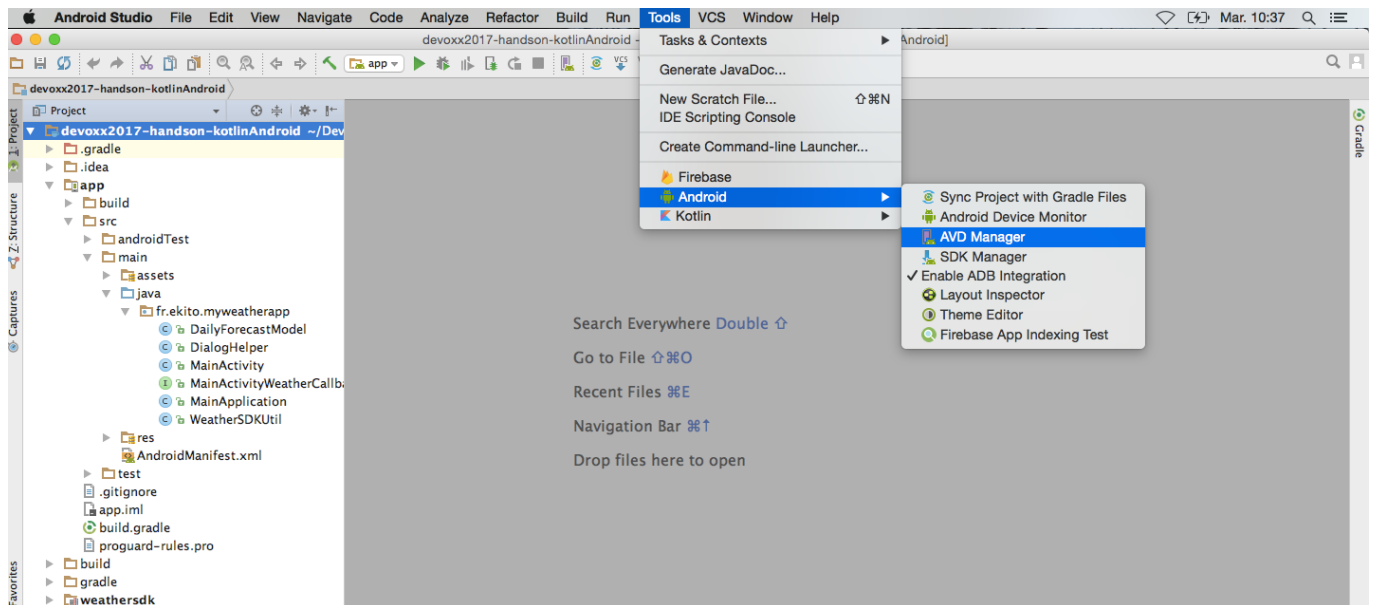 Android Studio File Edit View Navigate Code Analyze Refactor Build Run Tools VCS Window Help Mar. 10:37
devoxx2017-handson-kotlinAndroid - Android]
app
VCS
devoxx2017-handson-kotlinAndroid
Project
devoxx2017-handson-kotlinAndroid ~/Dev
.gradle
.idea
app
build
src
androidTest
main
assets
java
fr.ekito.myweatherapp
DailyForecastModel
DialogHelper
MainActivity
MainActivityWeatherCallba
MainApplication
WeatherSDKUtil
res
AndroidManifest.xml
test
.gitignore
app.iml
build.gradle
proguard-rules.pro
build
gradle
weathersdk
1: Project
Z: Structure
Captures
Favorites
Tasks & Contexts
Generate JavaDoc...
New Scratch File... ⇧⌘N
IDE Scripting Console
Create Command-line Launcher...
Firebase
Android
Kotlin
Sync Project with Gradle Files
Android Device Monitor
AVD Manager
SDK Manager
✓ Enable ADB Integration
Layout Inspector
Theme Editor
Firebase App Indexing Test
Search Everywhere Double ⇧
Go to File ⇧⌘O
Recent Files ⌘E
Navigation Bar ⌘↑
Drop files here to open
Gradle